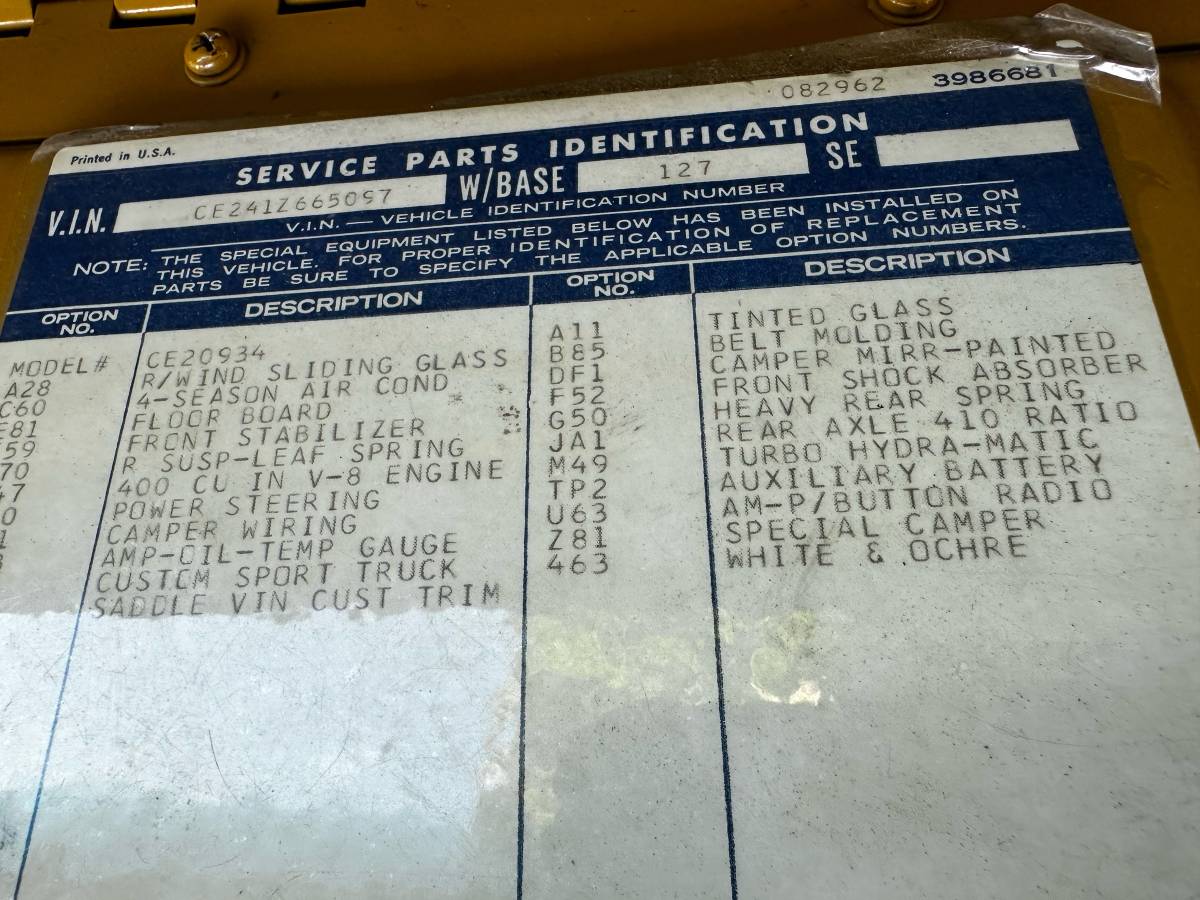 082962 3986681
Printed in U.S.A.
SERVICE PARTS IDENTIFICATION
V.I.N. CE241Z665097 W/BASE 127 SE
V.I.N. — VEHICLE IDENTIFICATION NUMBER
NOTE: THE SPECIAL EQUIPMENT LISTED BELOW HAS BEEN INSTALLED ON
THIS VEHICLE. FOR PROPER IDENTIFICATION OF REPLACEMENT
PARTS BE SURE TO SPECIFY THE APPLICABLE OPTION NUMBERS.
OPTION NO. DESCRIPTION
MODEL# CE20934
A28 R/WIND SLIDING GLASS
C60 4-SEASON AIR COND
81 FLOOR BOARD
59 FRONT STABILIZER
70 R SUSP-LEAF SPRING
47 400 CU IN V-8 ENGINE
0 POWER STEERING
CAMPER WIRING
AMP-OIL-TEMP GAUGE
CUSTOM SPORT TRUCK
SADDLE VIN CUST TRIM
OPTION NO. DESCRIPTION
A11 TINTED GLASS
B85 BELT MOLDING
DF1 CAMPER MIRR-PAINTED
F52 FRONT SHOCK ABSORBER
G50 HEAVY REAR SPRING
JA1 REAR AXLE 410 RATIO
M49 TURBO HYDRA-MATIC
TP2 AUXILIARY BATTERY
U63 AM-P/BUTTON RADIO
Z81 SPECIAL CAMPER
463 WHITE & OCHRE